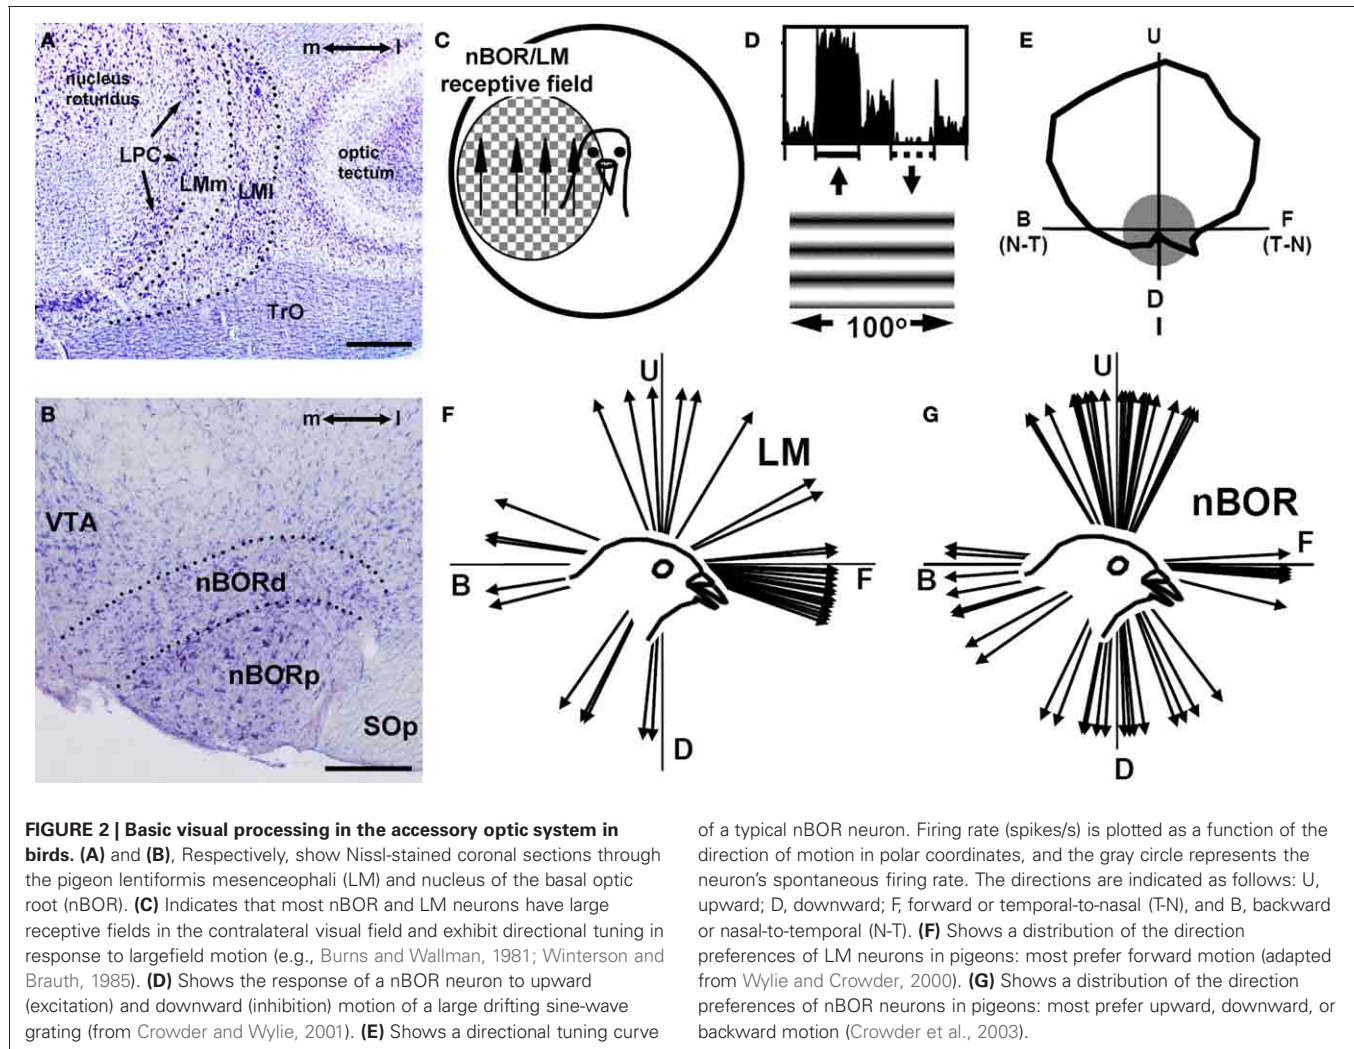 A
m l
nucleus
rotundus
LPC
LMm
LMl
optic
tectum
TrO
B
m l
VTA
nBORd
nBORp
SOp
C
nBOR/LM
receptive field
D
100o
E
U
B
(N-T)
F
(T-N)
D
I
F
U
LM
B
F
D
G
U
nBOR
F
B
D
FIGURE 2 | Basic visual processing in the accessory optic system in
birds. (A) and (B), Respectively, show Nissl-stained coronal sections through
the pigeon lentiformis mesenceophali (LM) and nucleus of the basal optic
root (nBOR). (C) Indicates that most nBOR and LM neurons have large
receptive fields in the contralateral visual field and exhibit directional tuning in
response to largefield motion (e.g., Burns and Wallman, 1981; Winterson and
Brauth, 1985). (D) Shows the response of a nBOR neuron to upward
(excitation) and downward (inhibition) motion of a large drifting sine-wave
grating (from Crowder and Wylie, 2001). (E) Shows a directional tuning curve
of a typical nBOR neuron. Firing rate (spikes/s) is plotted as a function of the
direction of motion in polar coordinates, and the gray circle represents the
neuron's spontaneous firing rate. The directions are indicated as follows: U,
upward; D, downward; F, forward or temporal-to-nasal (T-N), and B, backward
or nasal-to-temporal (N-T). (F) Shows a distribution of the direction
preferences of LM neurons in pigeons: most prefer forward motion (adapted
from Wylie and Crowder, 2000). (G) Shows a distribution of the direction
preferences of nBOR neurons in pigeons: most prefer upward, downward, or
backward motion (Crowder et al., 2003).